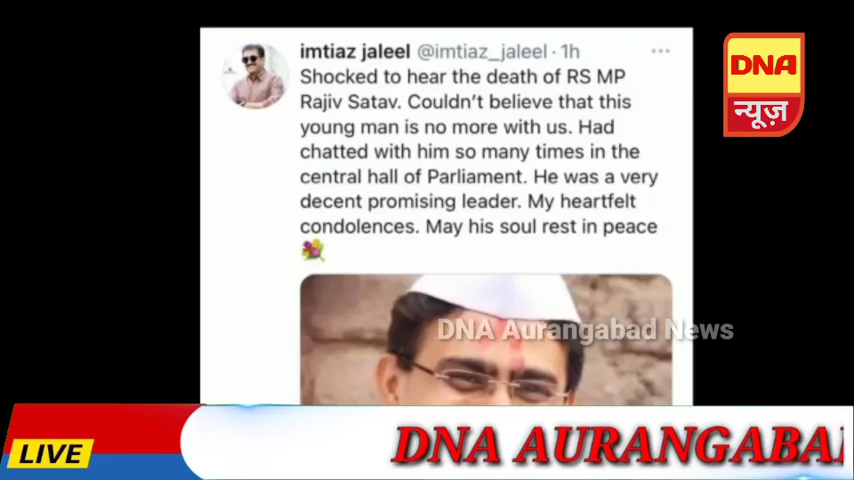 imtiaz jaleel @imtiaz_jaleel · 1h
Shocked to hear the death of RS MP
Rajiv Satav. Couldn't believe that this
young man is no more with us. Had
chatted with him so many times in the
central hall of Parliament. He was a very
decent promising leader. My heartfelt
condolences. May his soul rest in peace
💐
DNA
न्यूज़
DNA Aurangabad News
LIVE
DNA AURANGABA